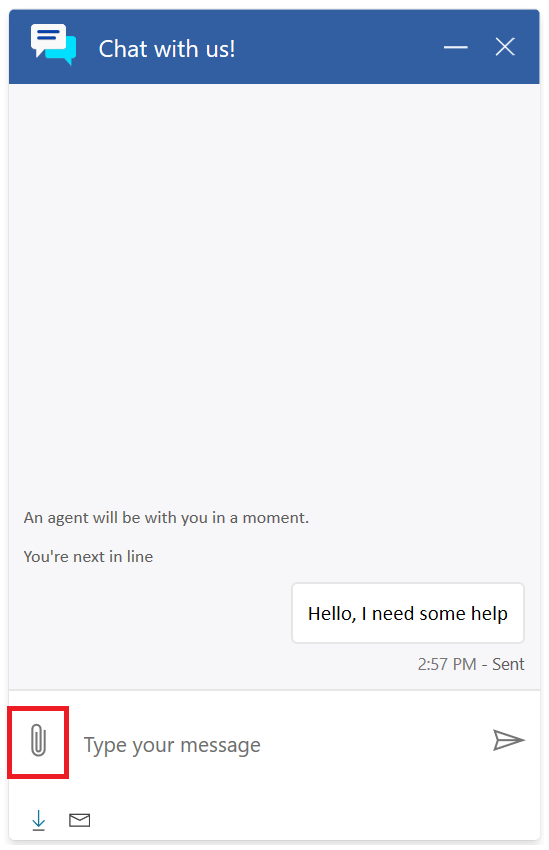 Chat with us!
An agent will be with you in a moment.
You're next in line
Hello, I need some help
2:57 PM - Sent
Type your message